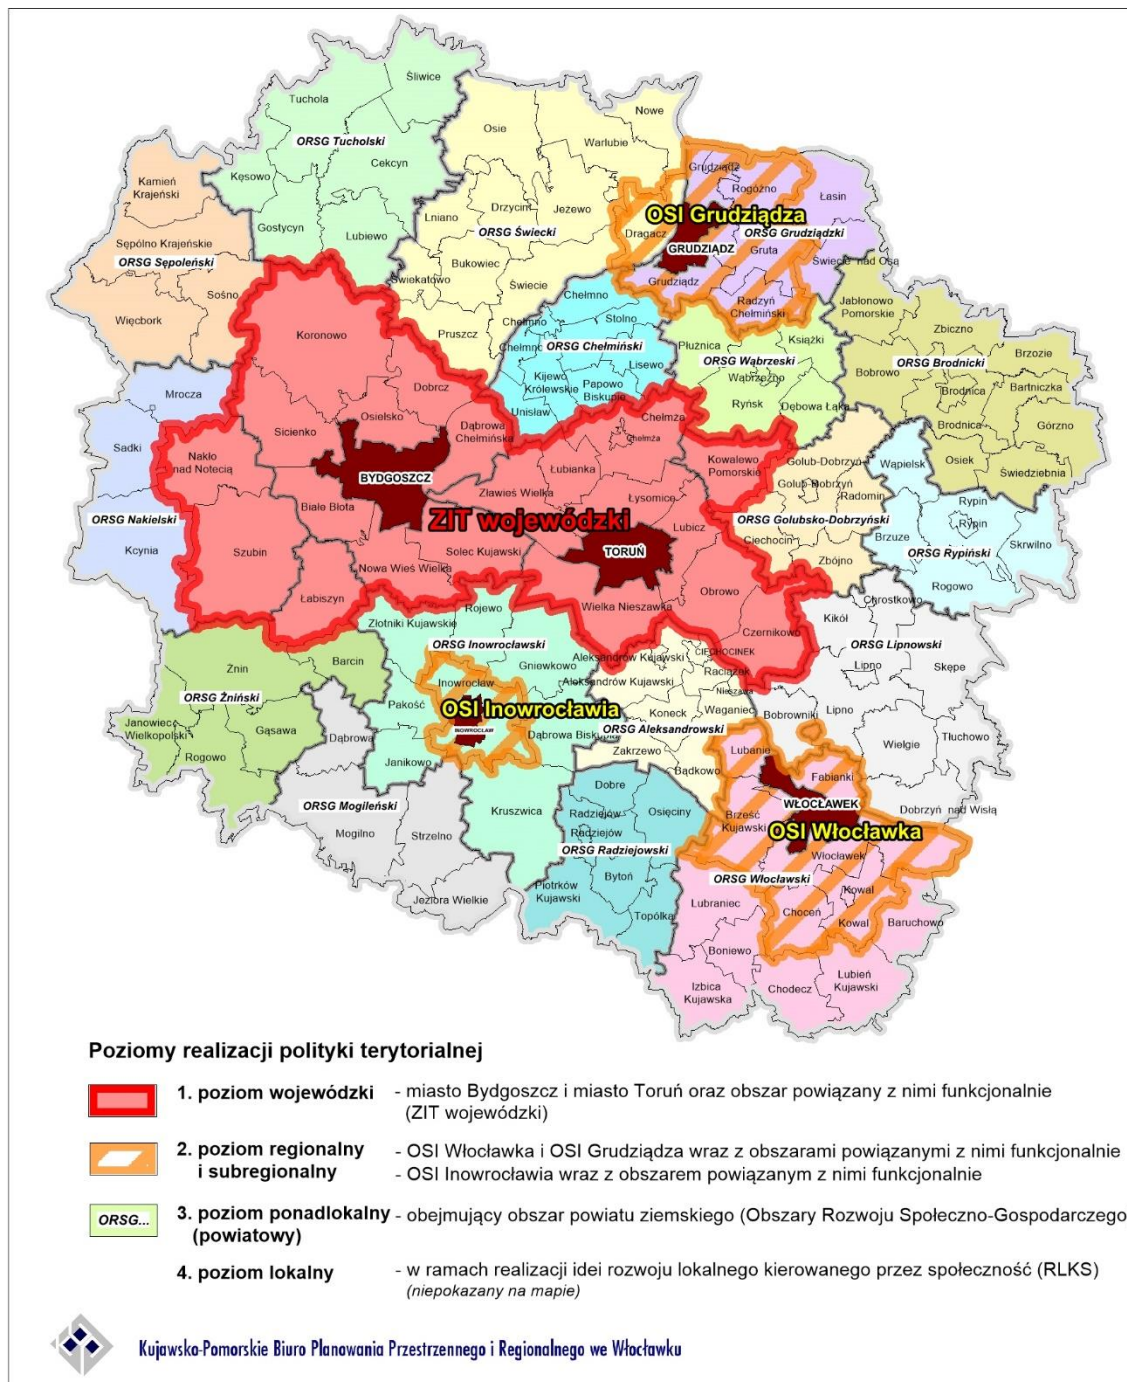 Śliwice
Tuchola
ORSG Tucholski
Cekcyn
Kęsowo
Gostycyn
Lubiewo
Nowe
Osie
Warlubie
Drzycim
Jeżewo
Lniano
ORSG Świecki
Bukowiec
Świekatowo
Świecie
Pruszcz
Kamień
Krajeński
Sępólno Krajeńskie
ORSG Sępoleński
Sośno
Więcbork
Grudziądz
Rogóźno
Łasin
OSI Grudziądza
Dragacz
GRUDZIĄDZ
ORSG Grudziądzki
Gruta
Świecie nad Osą
Grudziądz
Radzyń
Chełmiński
Chełmno
Stolno
Chełmno
Chełmno
ORSG Chełmiński
Lisewo
Kijewo
Królewskie
Papowo
Biskupie
Unisław
Płużnica
Książki
ORSG Wąbrzeski
Wąbrzeźno
Ryńsk
Dębowa Łąka
Jabłonowo
Pomorskie
Zbiczno
Brzozie
ORSG Brodnicki
Bobrowo
Bartniczka
Brodnica
Górzno
Brodnica
Osiek
Świedziebnia
Koronowo
Dobrcz
Osielsko
Sicienko
Dąbrowa
Chełmińska
Chełmża
Chełmża
Mrocza
Sadki
Nakło
nad Notecią
ORSG Nakielski
Kcynia
Szubin
BYDGOSZCZ
Białe Błota
Łubianka
Zławieś Wielka
Łysomice
Kowalewo
Pomorskie
ZIT wojewódzki
Lubicz
Solec Kujawski
TORUŃ
Nowa Wieś Wielka
Łabiszyn
Wielka Nieszawka
Obrowo
Czernikowo
Golub-Dobrzyń
Golub-Dobrzyń
Radomin
ORSG Golubsko-Dobrzyński
Ciechocin
Zbójno
Wąpielsk
Rypin
Rypin
Brzuze
Skrwilno
ORSG Rypiński
Rogowo
Chrostkowo
Kikół
ORSG Lipnowski
Lipno
Skępe
Lipno
Bobrowniki
Wielgie
Tłuchowo
Dobrzyń nad Wisłą
Rojewo
Złotniki Kujawskie
ORSG Inowrocławski
Gniewkowo
Inowrocław
Pakość
OSI Inowrocławia
INOWROCŁAW
Dąbrowa Biskupia
Janikowo
Kruszwica
Aleksandrów Kujawski
CIECHOCINEK
Aleksandrów Kujawski
Raciążek
Nieszawa
Waganiec
Koneck
ORSG Aleksandrowski
Zakrzewo
Bądkowo
Żnin
Barcin
ORSG Żniński
Janowiec
Wielkopolski
Gąsawa
Rogowo
Dąbrowa
ORSG Mogileński
Mogilno
Strzelno
Jeziora Wielkie
Dobre
Radziejów
Osięciny
Radziejów
ORSG Radziejowski
Bytoń
Piotrków
Kujawski
Topólka
Lubanie
Fabianki
WŁOCŁAWEK
Brześć
Kujawski
OSI Włocławka
Włocławek
ORSG Włocławski
Kowal
Lubraniec
Choceń
Kowal
Baruchowo
Boniewo
Izbica
Kujawska
Chodecz
Lubień
Kujawski
Poziomy realizacji polityki terytorialnej
1. poziom wojewódzki - miasto Bydgoszcz i miasto Toruń oraz obszar powiązany z nimi funkcjonalnie
(ZIT wojewódzki)
2. poziom regionalny - OSI Włocławka i OSI Grudziądza wraz z obszarami powiązanymi z nimi funkcjonalnie
i subregionalny - OSI Inowrocławia wraz z obszarem powiązanym z nimi funkcjonalnie
ORSG... 3. poziom ponadlokalny - obejmujący obszar powiatu ziemskiego (Obszary Rozwoju Społeczno-Gospodarczego
(powiatowy)
4. poziom lokalny - w ramach realizacji idei rozwoju lokalnego kierowanego przez społeczność (RLKS)
(niepokazany na mapie)
Kujawsko-Pomorskie Biuro Planowania Przestrzennego i Regionalnego we Włocławku